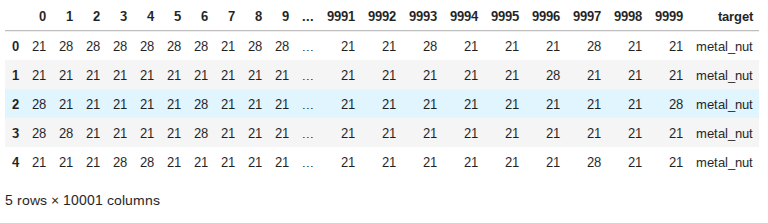 0 1 2 3 4 5 6 7 8 9 ... 9991 9992 9993 9994 9995 9996 9997 9998 9999 target
0 21 28 28 28 28 28 28 21 28 28 ... 21 21 28 21 21 21 28 21 21 metal_nut
1 21 21 21 21 21 21 21 21 21 21 ... 21 21 21 21 21 28 21 21 21 metal_nut
2 28 21 21 21 21 21 28 21 21 21 ... 21 21 21 21 21 21 21 21 28 metal_nut
3 28 28 21 21 21 21 28 21 21 21 ... 21 21 21 21 21 21 21 21 21 metal_nut
4 21 21 21 28 28 21 21 21 21 21 ... 21 21 21 21 21 21 28 21 21 metal_nut
5 rows × 10001 columns